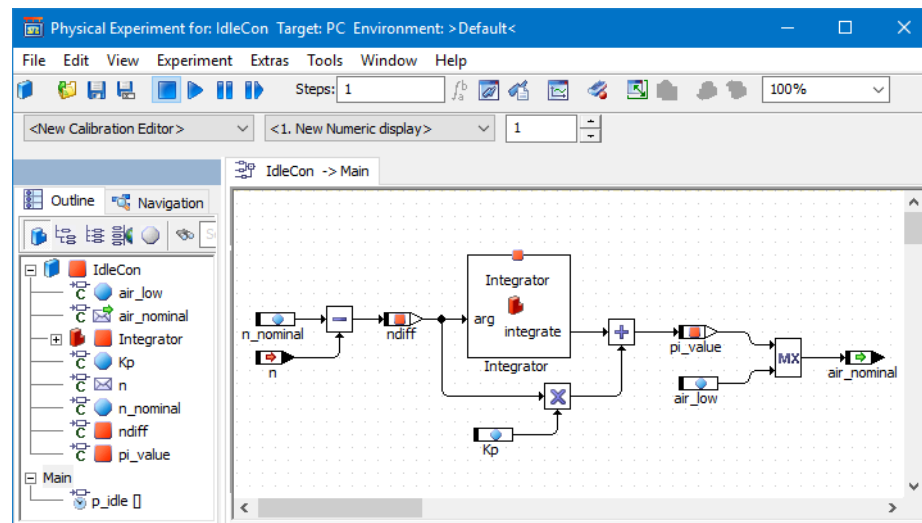 Physical Experiment for: IdleCon  Target: PC  Environment: >Default<
File Edit View Experiment Extras Tools Window Help
Steps: 1 100%
<New Calibration Editor> <1. New Numeric display> 1
IdleCon -> Main
Outline Navigation
IdleCon
air_low
air_nominal
Integrator
Kp
n
n_nominal
ndiff
pi_value
Main
p_idle []
Integrator
arg
integrate
Integrator
n_nominal
n
ndiff
Kp
pi_value
air_low
MX
air_nominal